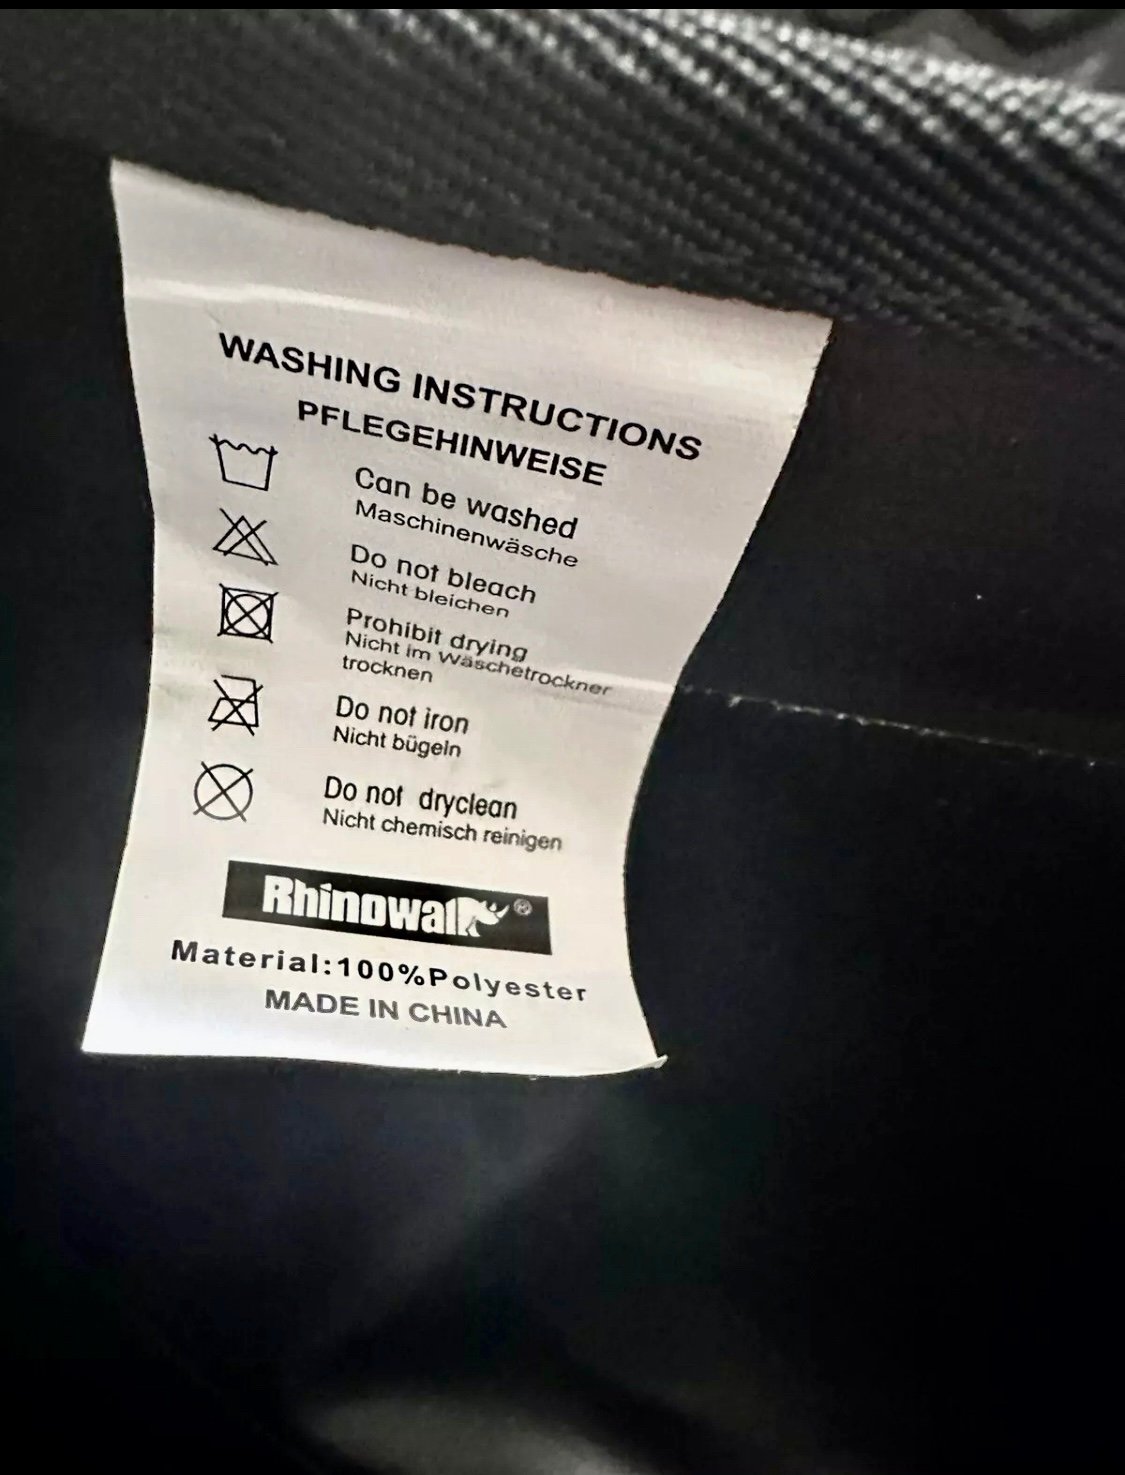 WASHING INSTRUCTIONS
PFLEGEHINWEISE
Can be washed
Maschinenwäsche
Do not bleach
Nicht bleichen
Prohibit drying
Nicht im Wäschetrockner
trocknen
Do not iron
Nicht bügeln
Do not dryclean
Nicht chemisch reinigen
Rhinowalk®
Material:100%Polyester
MADE IN CHINA